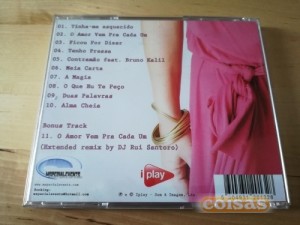 01. Tinha-me esquecido
02. O Amor Vem Pra Cada Um
03. Ficou Por Dizer
04. Tenho Pressa
05. Contramão feat. Bruno Kalil
06. Meia Carta
07. A Magia
08. O Que Eu Te Peço
09. Duas Palavras
10. Alma Cheia
Bonus Track
11. O Amor Vem Pra Cada Um
(Extended remix by DJ Rui Santoro)
play
Booking:
coisas